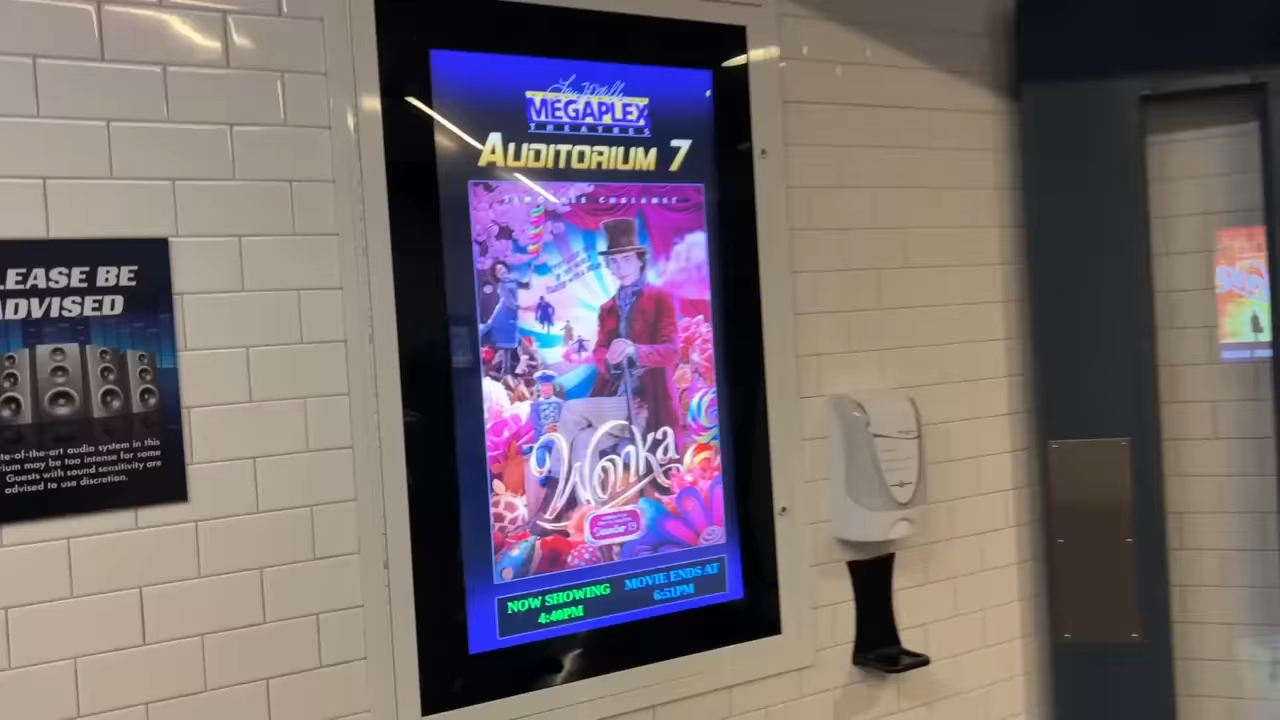 LEASE BE
ADVISED
te-of-the-art audio system in this
rium may be too intense for some
Guests with sound sensitivity are
advised to use discretion.
MEGAPLEX
THEATRES
AUDITORIUM 7
TIMOTHÉE CHALAMET
Wonka
December 15
NOW SHOWING
4:40PM
MOVIE ENDS AT
6:51PM